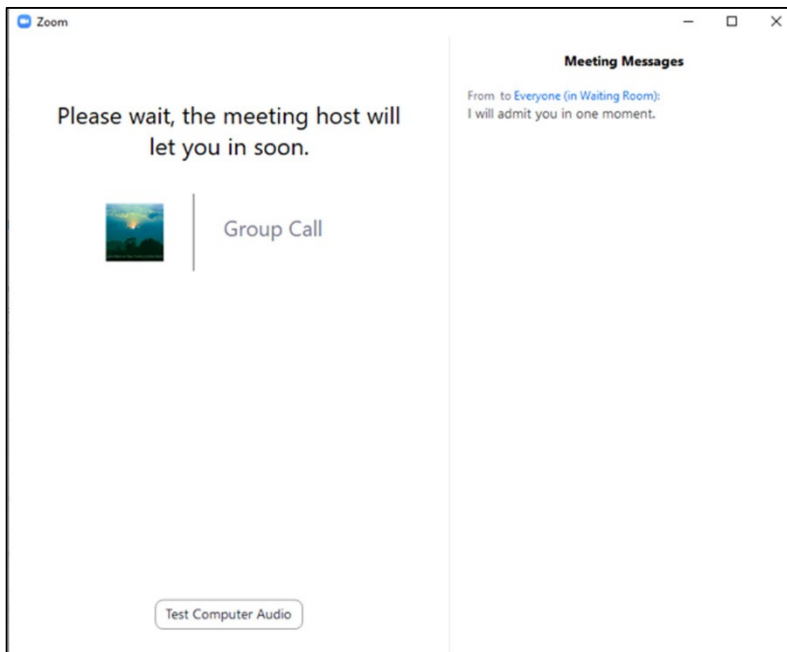 Zoom
Please wait, the meeting host will
let you in soon.
Group Call
Test Computer Audio
Meeting Messages
From to Everyone (in Waiting Room):
I will admit you in one moment.